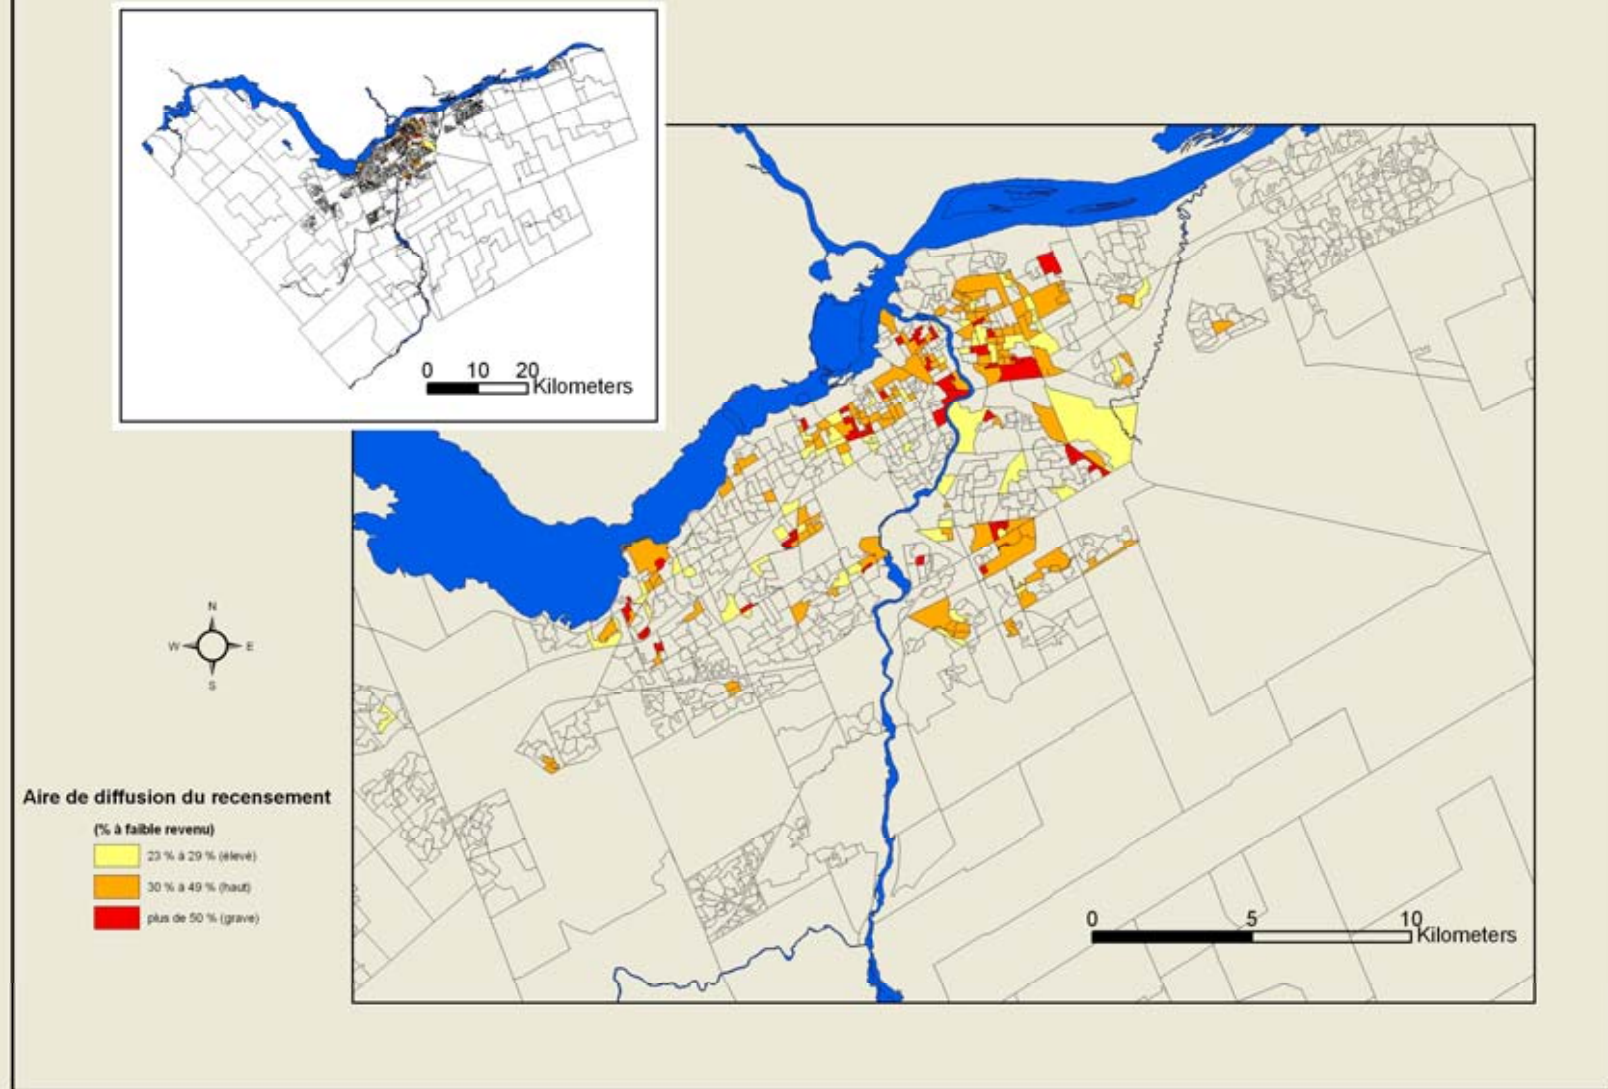 0 10 20
Kilometers
N
W E
S
Aire de diffusion du recensement
(% à faible revenu)
23 % à 29 % (élevé)
30 % à 49 % (haut)
plus de 50 % (grave)
0 5 10
Kilometers